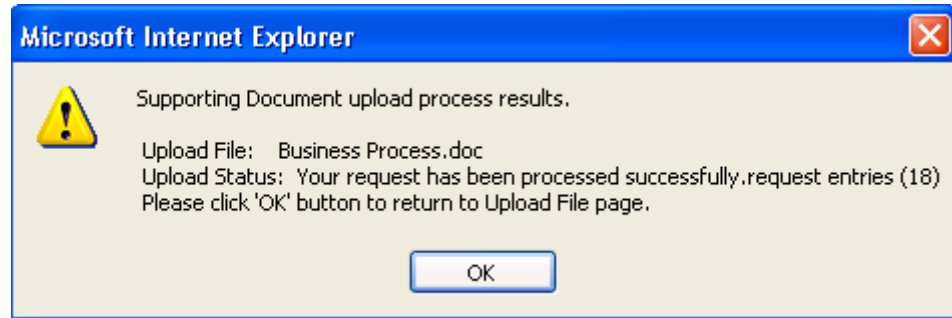 Microsoft Internet Explorer
Supporting Document upload process results.
Upload File: Business Process.doc
Upload Status: Your request has been processed successfully.request entries (18)
Please click 'OK' button to return to Upload File page.
OK